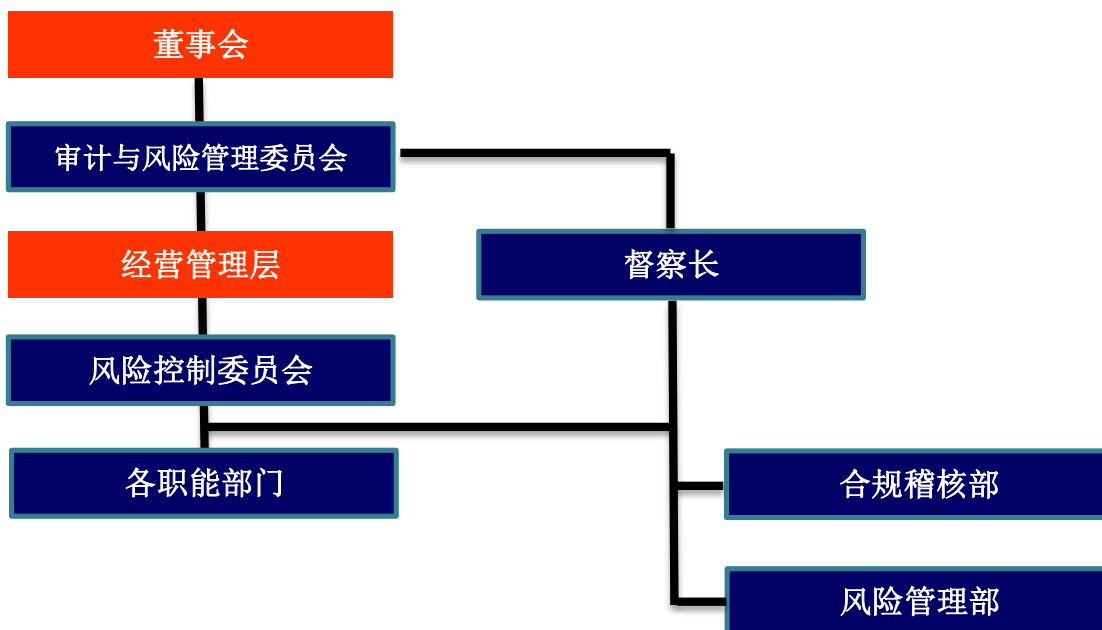 董事会
审计与风险管理委员会
经营管理层
督察长
风险控制委员会
各职能部门
合规稽核部
风险管理部